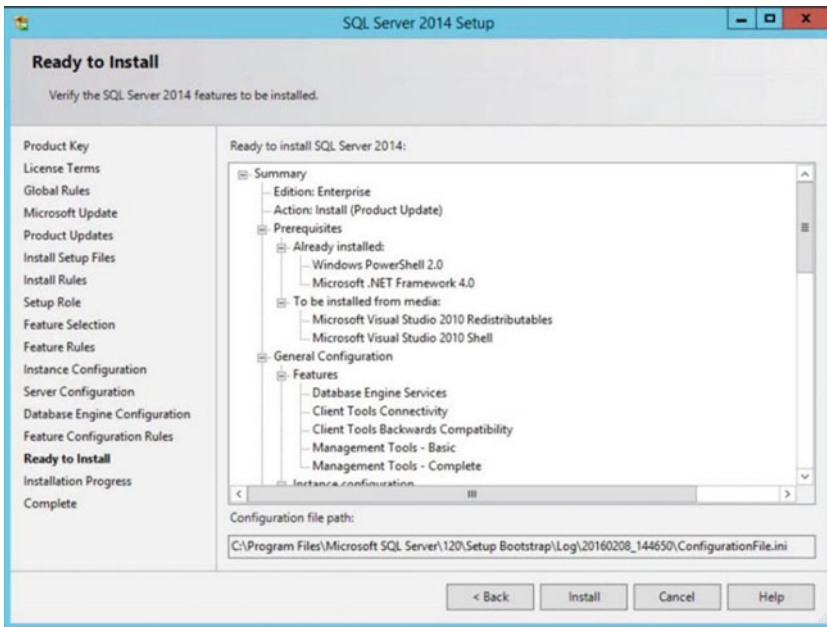 SQL Server 2014 Setup
Ready to Install
Verify the SQL Server 2014 features to be installed.
Product Key
License Terms
Global Rules
Microsoft Update
Product Updates
Install Setup Files
Install Rules
Setup Role
Feature Selection
Feature Rules
Instance Configuration
Server Configuration
Database Engine Configuration
Feature Configuration Rules
Ready to Install
Installation Progress
Complete
Ready to install SQL Server 2014:
Summary
Edition: Enterprise
Action: Install (Product Update)
Prerequisites
Already installed:
Windows PowerShell 2.0
Microsoft .NET Framework 4.0
To be installed from media:
Microsoft Visual Studio 2010 Redistributables
Microsoft Visual Studio 2010 Shell
General Configuration
Features
Database Engine Services
Client Tools Connectivity
Client Tools Backwards Compatibility
Management Tools - Basic
Management Tools - Complete
Instance configuration
Configuration file path:
C:\Program Files\Microsoft SQL Server\120\Setup Bootstrap\Log\20160208_144650\ConfigurationFile.ini
< Back
Install
Cancel
Help